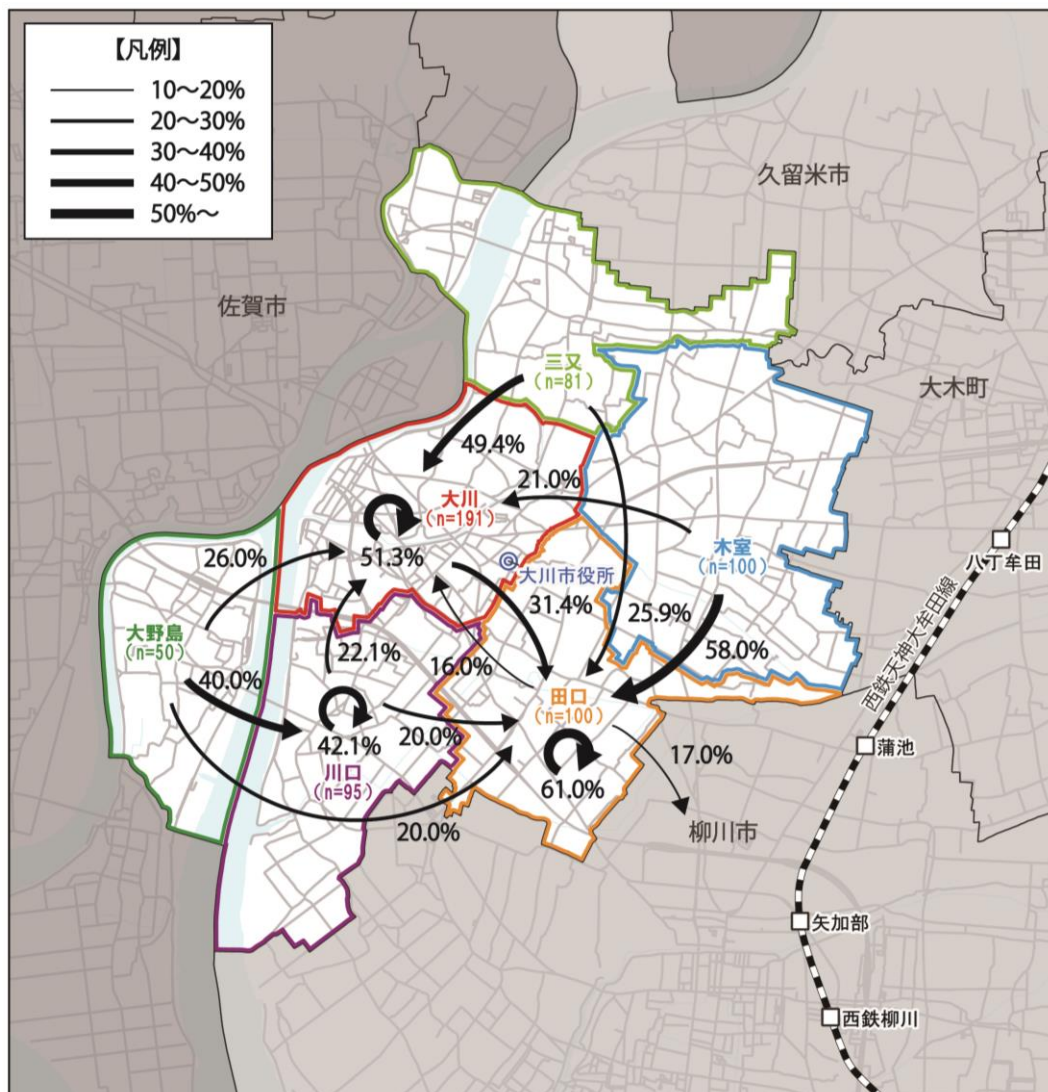 【凡例】
10～20%
20～30%
30～40%
40～50%
50%～
久留米市
佐賀市
大木町
三又
(n=81)
49.4%
21.0%
大川
(n=191)
51.3%
木室
(n=100)
八丁牟田
26.0%
大川市役所
31.4%
25.9%
58.0%
西鉄天神大牟田線
大野島
(n=50)
22.1%
16.0%
40.0%
田口
(n=100)
20.0%
42.1%
川口
(n=95)
17.0%
蒲池
61.0%
20.0%
柳川市
矢加部
西鉄柳川